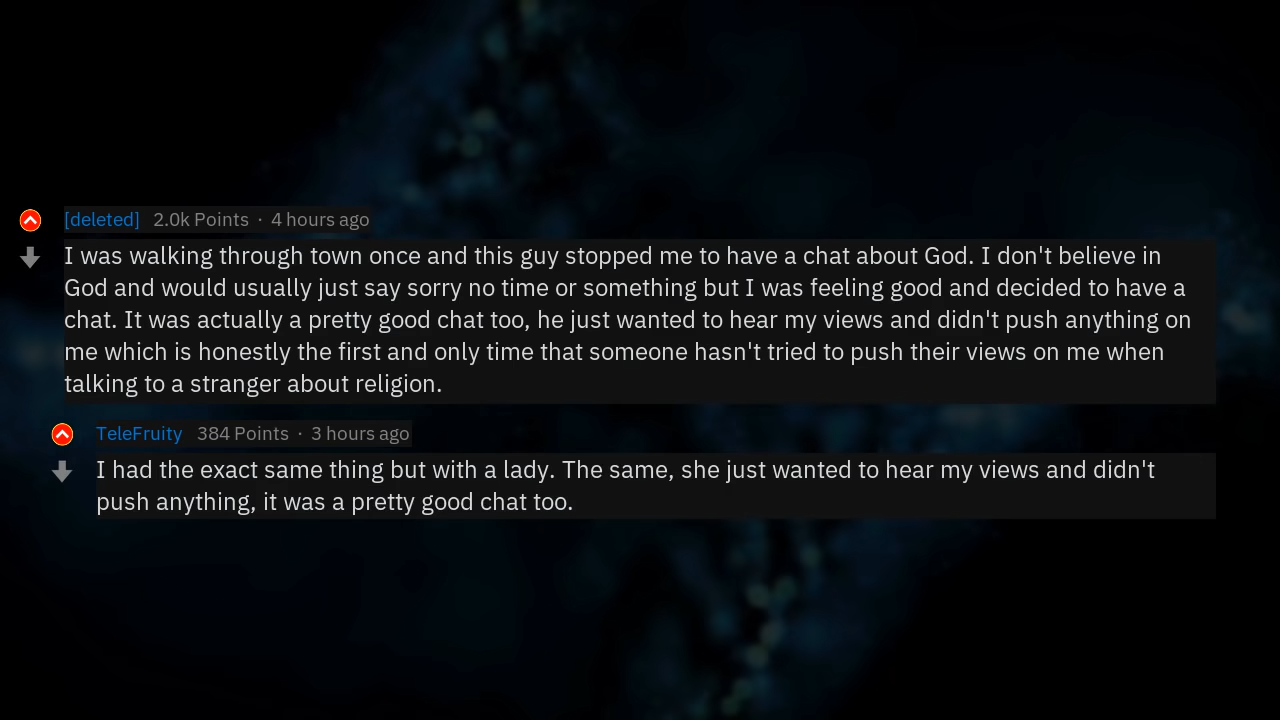 [deleted] 2.0k Points · 4 hours ago
I was walking through town once and this guy stopped me to have a chat about God. I don't believe in
God and would usually just say sorry no time or something but I was feeling good and decided to have a
chat. It was actually a pretty good chat too, he just wanted to hear my views and didn't push anything on
me which is honestly the first and only time that someone hasn't tried to push their views on me when
talking to a stranger about religion.
TeleFruity 384 Points · 3 hours ago
I had the exact same thing but with a lady. The same, she just wanted to hear my views and didn't
push anything, it was a pretty good chat too.